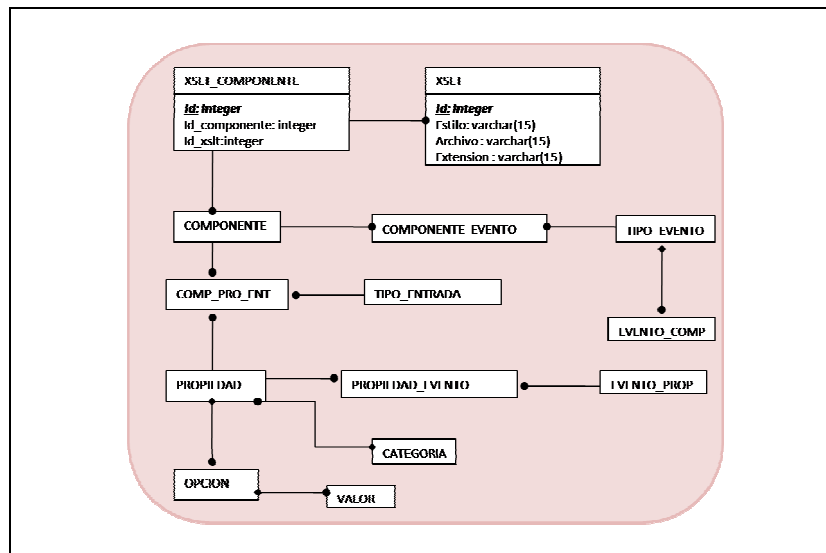 XSLT_COMPONENTE
Id: integer
Id_componente: integer
Id_xslt:integer
XSLT
Id: integer
Estilo: varchar(15)
Archivo : varchar(15)
Extension : varchar(15)
COMPONENTE
COMPONENTE_EVENTO
TIPO_EVENTO
COMP_PRO_ENT
TIPO_ENTRADA
EVENTO_COMP
PROPIEDAD
PROPIEDAD_EVENTO
EVENTO_PROP
CATEGORIA
OPCION
VALOR